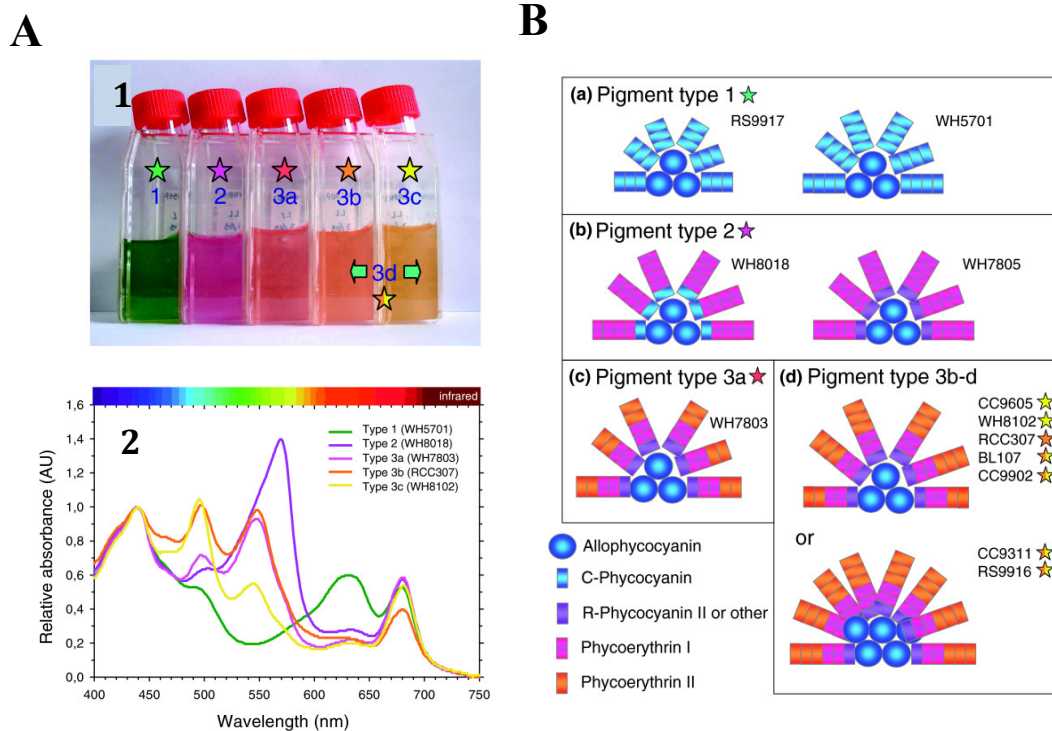 A
1
1 2 3a 3b 3c
3d
infrared
1,6
1,4
1,2
1,0
0,8
0,6
0,4
0,2
0,0
2
Type 1 (WH5701)
Type 2 (WH8018)
Type 3a (WH7803)
Type 3b (RCC307)
Type 3c (WH8102)
Relative absorbance (AU)
400 450 500 550 600 650 700 750
Wavelength (nm)
B
(a) Pigment type 1
RS9917 WH5701
(b) Pigment type 2
WH8018 WH7805
(c) Pigment type 3a
WH7803
(d) Pigment type 3b-d
CC9605
WH8102
RCC307
BL107
CC9902
or
CC9311
RS9916
Allophycocyanin
C-Phycocyanin
R-Phycocyanin II or other
Phycoerythrin I
Phycoerythrin II